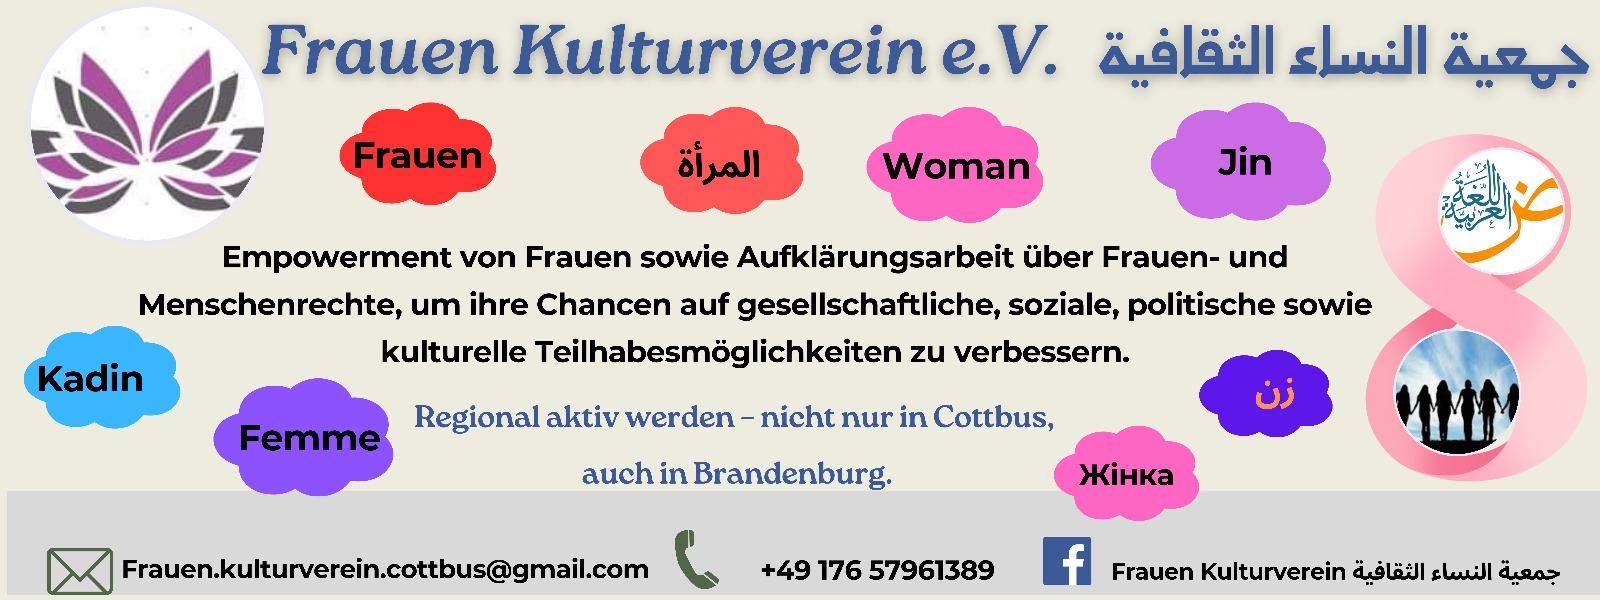 Frauen Kulturverein e.V. جمعية النساء الثقافية
Frauen
المرأة
Woman
Jin
ض اللغة العربية
Empowerment von Frauen sowie Aufklärungsarbeit über Frauen- und
Menschenrechte, um ihre Chancen auf gesellschaftliche, soziale, politische sowie
kulturelle Teilhabesmöglichkeiten zu verbessern.
Kadin
Femme
زن
Regional aktiv werden – nicht nur in Cottbus,
auch in Brandenburg.
Жінка
Frauen.kulturverein.cottbus@gmail.com
+49 176 57961389
f
Frauen Kulturverein جمعية النساء الثقافية